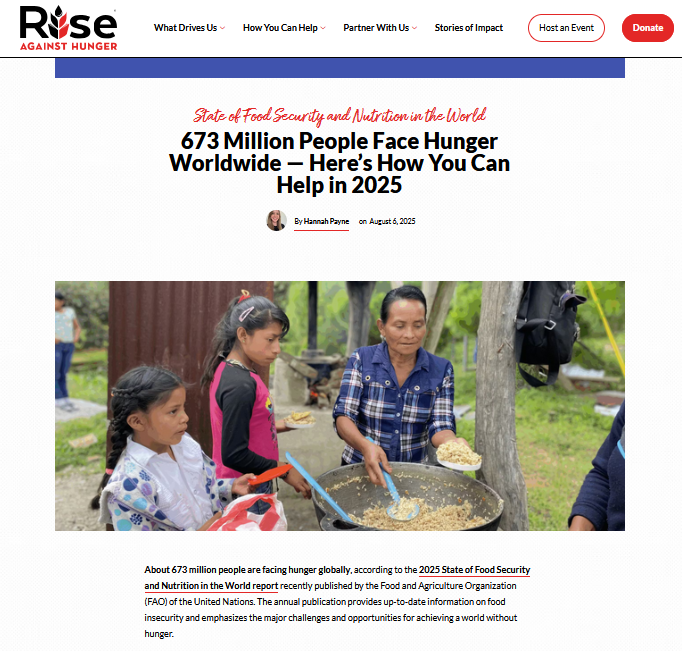 Rise
AGAINST HUNGER
What Drives Us
How You Can Help
Partner With Us
Stories of Impact
Host an Event
Donate
State of Food Security and Nutrition in the World
673 Million People Face Hunger
Worldwide — Here's How You Can
Help in 2025
By Hannah Payne on August 6, 2025
About 673 million people are facing hunger globally, according to the 2025 State of Food Security
and Nutrition in the World report recently published by the Food and Agriculture Organization
(FAO) of the United Nations. The annual publication provides up-to-date information on food
insecurity and emphasizes the major challenges and opportunities for achieving a world without
hunger.